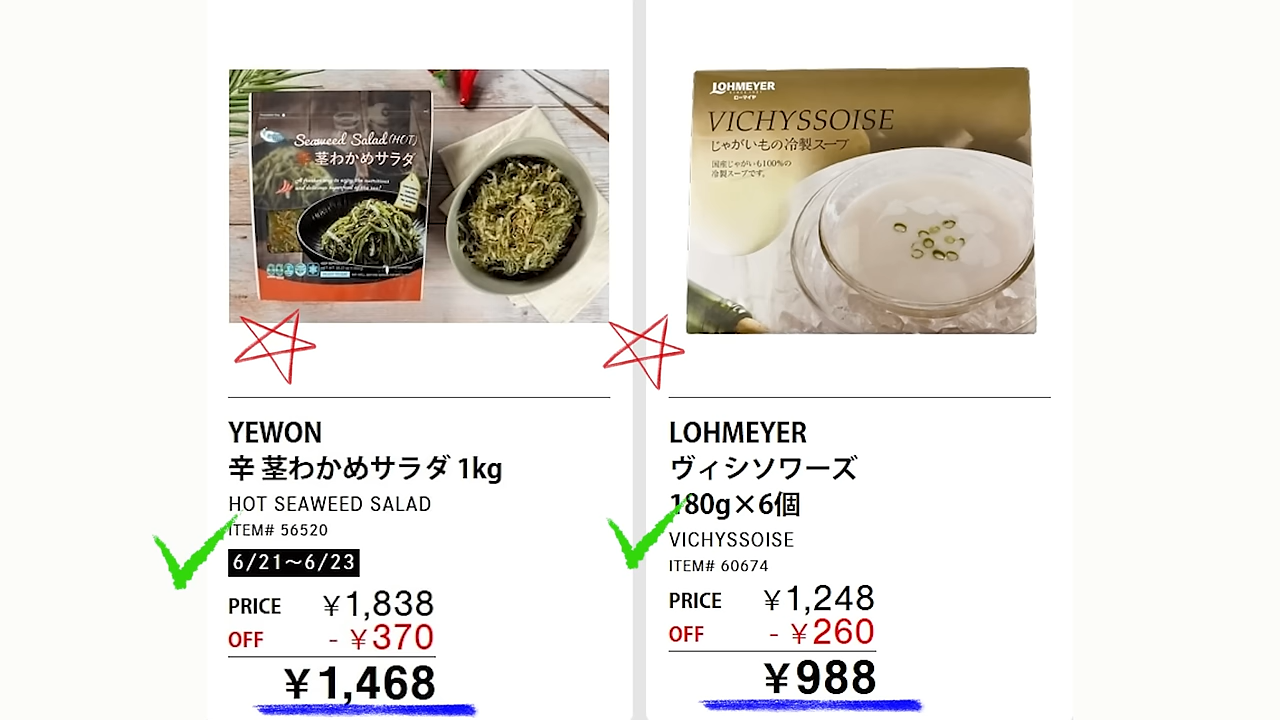 Seaweed Salad (HOT)
辛 茎わかめサラダ
LOHMEYER
ローマイヤ
VICHYSSOISE
じゃがいもの冷製スープ
国産じゃがいも100%の
冷製スープです。
YEWON
辛 茎わかめサラダ 1kg
HOT SEAWEED SALAD
ITEM# 56520
6/21〜6/23
PRICE ¥1,838
OFF - ¥370
¥1,468
LOHMEYER
ヴィシソワーズ
180g×6個
VICHYSSOISE
ITEM# 60674
PRICE ¥1,248
OFF - ¥260
¥988